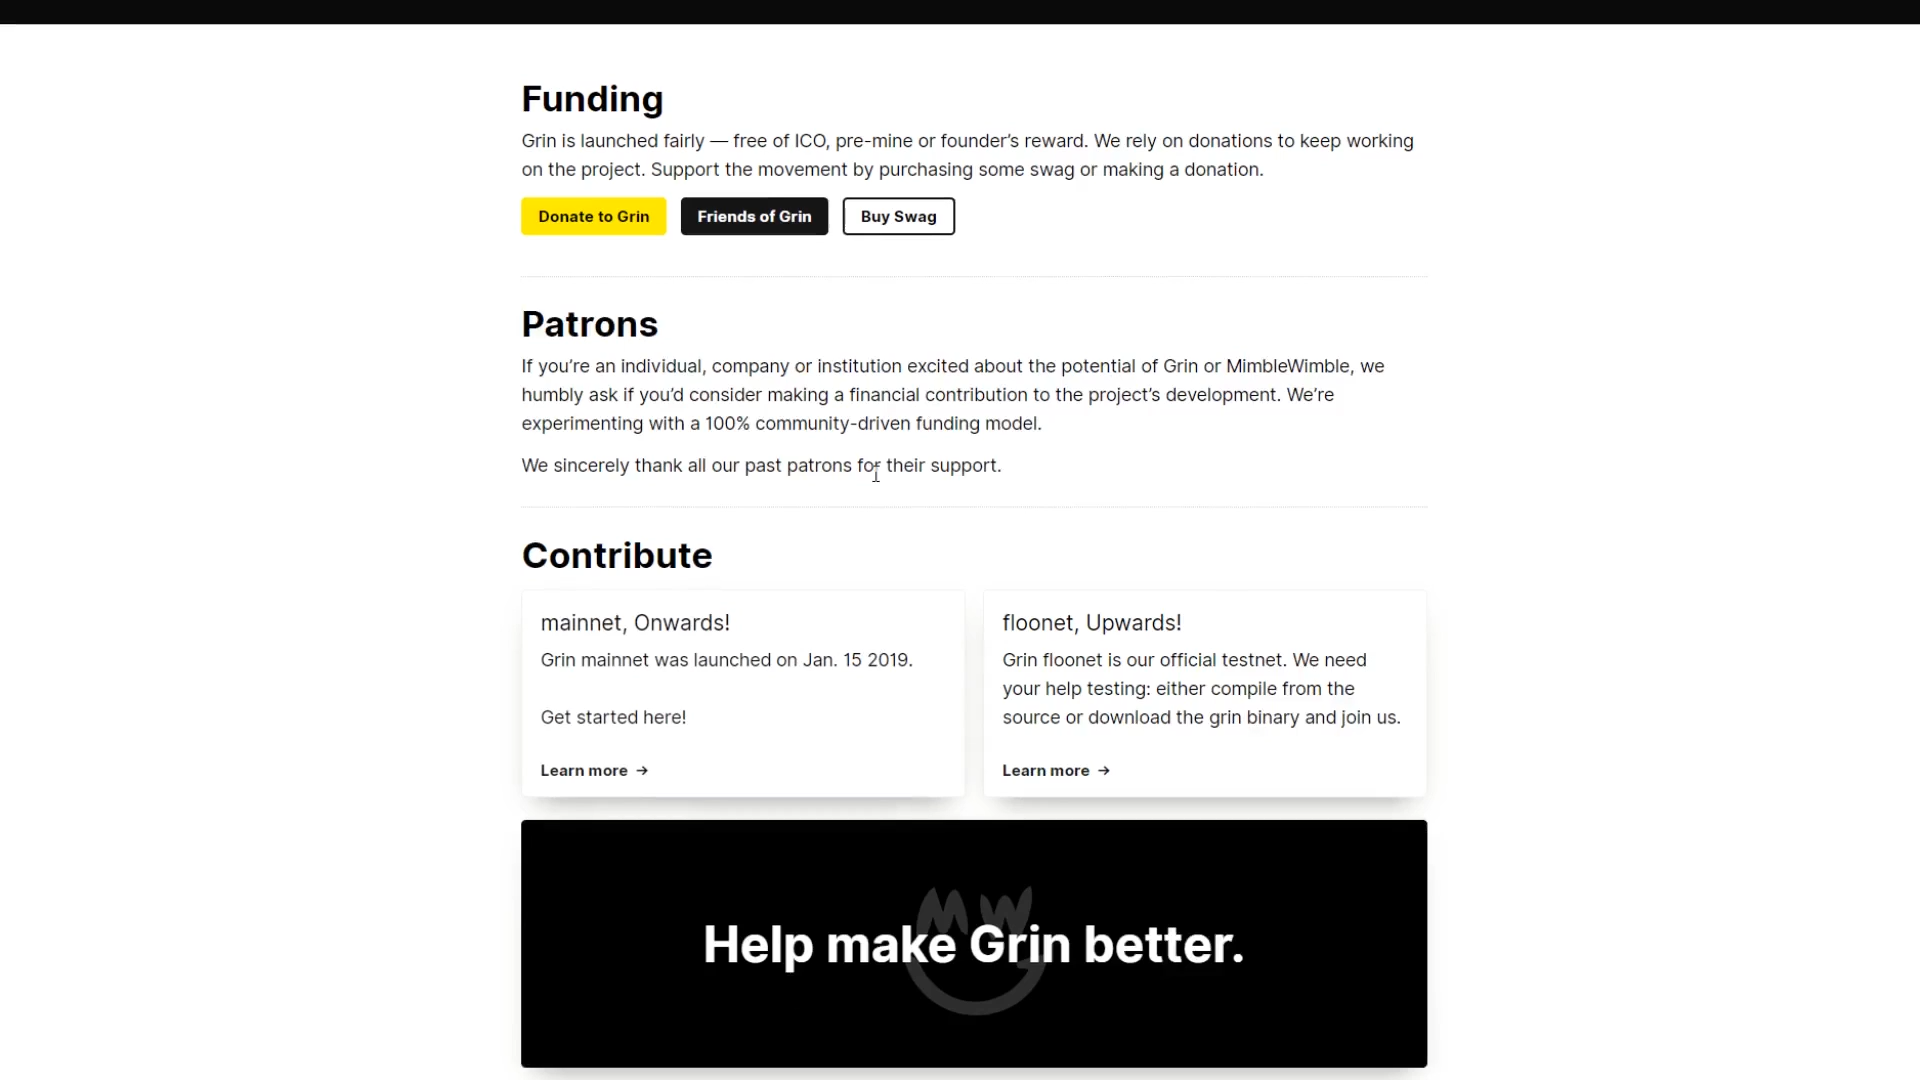 Funding
Grin is launched fairly — free of ICO, pre-mine or founder’s reward. We rely on donations to keep working
on the project. Support the movement by purchasing some swag or making a donation.
Donate to Grin
Friends of Grin
Buy Swag
Patrons
If you’re an individual, company or institution excited about the potential of Grin or MimbleWimble, we
humbly ask if you’d consider making a financial contribution to the project’s development. We’re
experimenting with a 100% community-driven funding model.
We sincerely thank all our past patrons for their support.
Contribute
mainnet, Onwards!
Grin mainnet was launched on Jan. 15 2019.
Get started here!
Learn more →
floonet, Upwards!
Grin floonet is our official testnet. We need
your help testing: either compile from the
source or download the grin binary and join us.
Learn more →
MW
Help make Grin better.